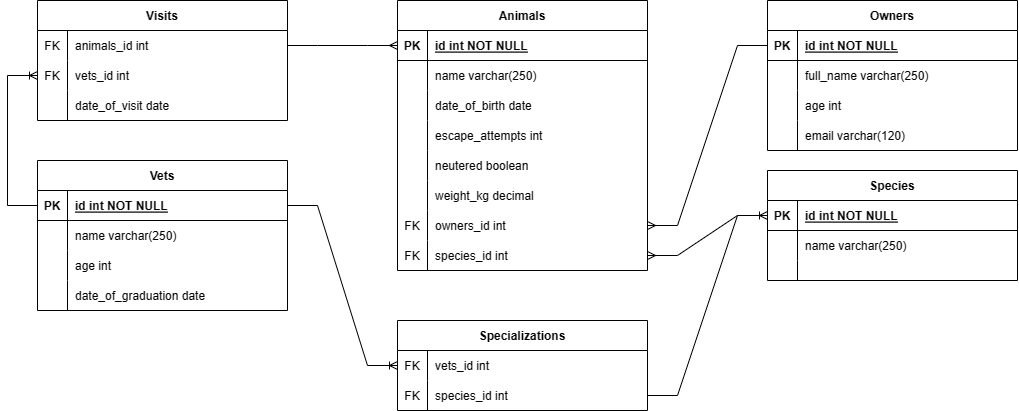 Visits
FK animals_id int
FK vets_id int
date_of_visit date
Vets
PK id int NOT NULL
name varchar(250)
age int
date_of_graduation date
Animals
PK id int NOT NULL
name varchar(250)
date_of_birth date
escape_attempts int
neutered boolean
weight_kg decimal
FK owners_id int
FK species_id int
Specializations
FK vets_id int
FK species_id int
Owners
PK id int NOT NULL
full_name varchar(250)
age int
email varchar(120)
Species
PK id int NOT NULL
name varchar(250)